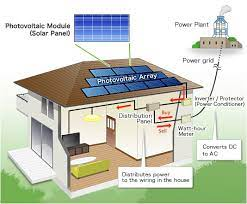 Photovoltaic Module
(Solar Panel)
Power Plant
Photovoltaic Array
Power grid
Inverter / Protector
(Power Conditioner)
Distribution
Panel
Buy
Sell
Watt-hour
Meter
Converts DC
to AC
Distributes power
to the wiring in the house